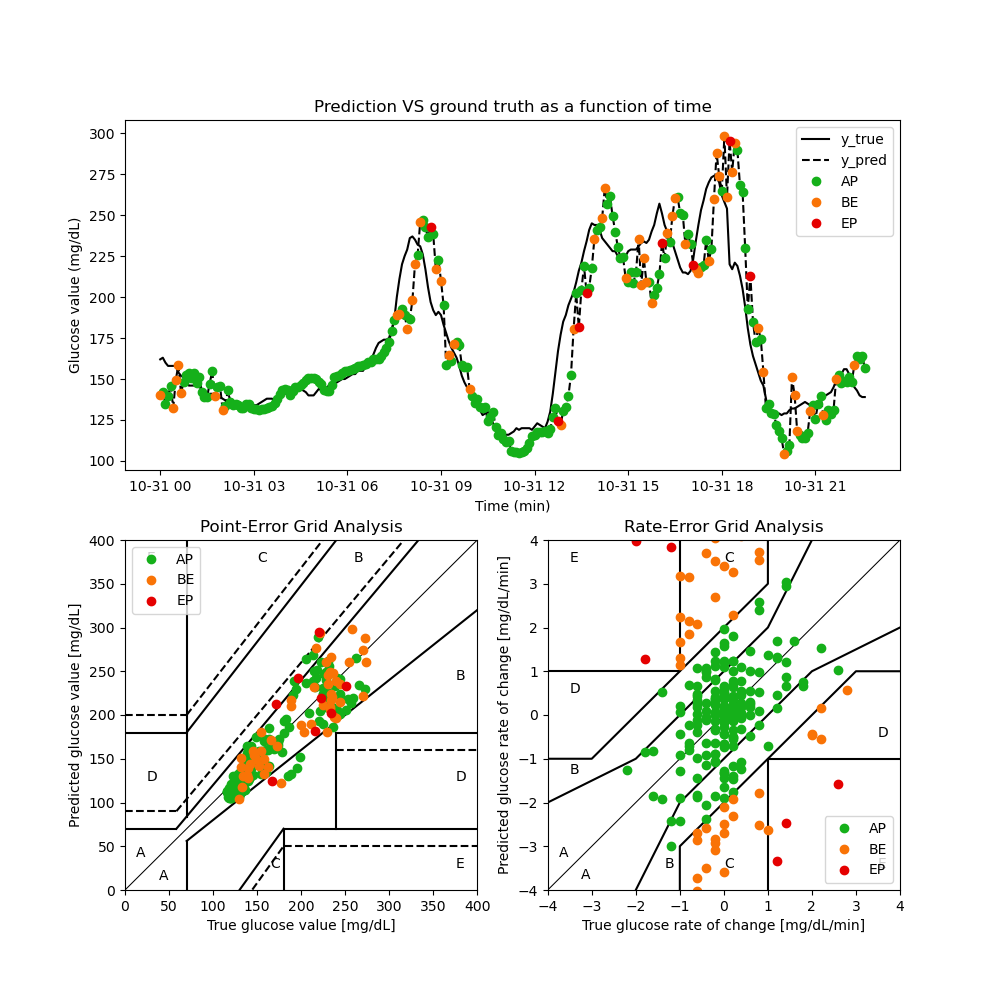 Prediction VS ground truth as a function of time
Glucose value (mg/dL)
300
275
250
225
200
175
150
125
100
y_true
y_pred
AP
BE
EP
10-31 00 10-31 03 10-31 06 10-31 09 10-31 12 10-31 15 10-31 18 10-31 21
Time (min)
Point-Error Grid Analysis
Predicted glucose value [mg/dL]
400
350
300
250
200
150
100
50
0
AP
BE
EP
E
C
B
B
D
D
A
A
C
E
0 50 100 150 200 250 300 350 400
True glucose value [mg/dL]
Rate-Error Grid Analysis
Predicted glucose rate of change [mg/dL/min]
4
3
2
1
0
−1
−2
−3
−4
E
C
D
D
B
A
A
B
C
E
AP
BE
EP
−4 −3 −2 −1 0 1 2 3 4
True glucose rate of change [mg/dL/min]